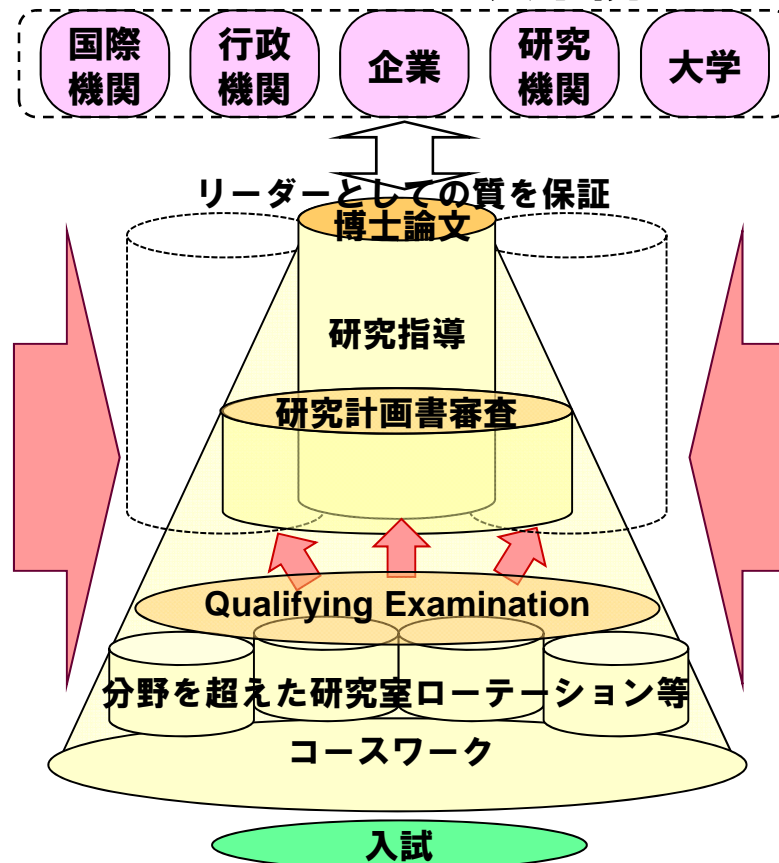 国際
機関
行政
機関
企業
研究
機関
大学
リーダーとしての質を保証
博士論文
研究指導
研究計画書審査
Qualifying Examination
分野を超えた研究室ローテーション等
コースワーク
入試